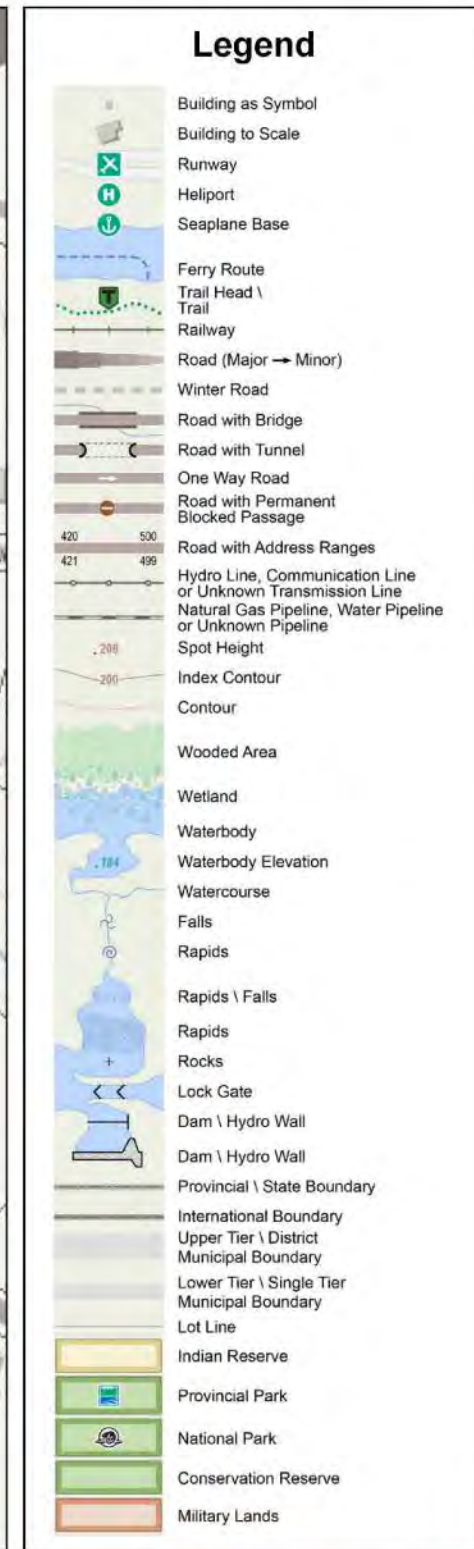 Legend
Building as Symbol
Building to Scale
Runway
H
Heliport
Seaplane Base
Ferry Route
T
Trail Head \
Trail
Railway
Road (Major → Minor)
Winter Road
Road with Bridge
Road with Tunnel
One Way Road
Road with Permanent
Blocked Passage
420 500
Road with Address Ranges
421 499
Hydro Line, Communication Line
or Unknown Transmission Line
Natural Gas Pipeline, Water Pipeline
or Unknown Pipeline
.208
Spot Height
200
Index Contour
Contour
Wooded Area
Wetland
Waterbody
.184
Waterbody Elevation
Watercourse
Falls
Rapids
Rapids \ Falls
Rapids
Rocks
Lock Gate
Dam \ Hydro Wall
Dam \ Hydro Wall
Provincial \ State Boundary
International Boundary
Upper Tier \ District
Municipal Boundary
Lower Tier \ Single Tier
Municipal Boundary
Lot Line
Indian Reserve
Provincial Park
National Park
Conservation Reserve
Military Lands